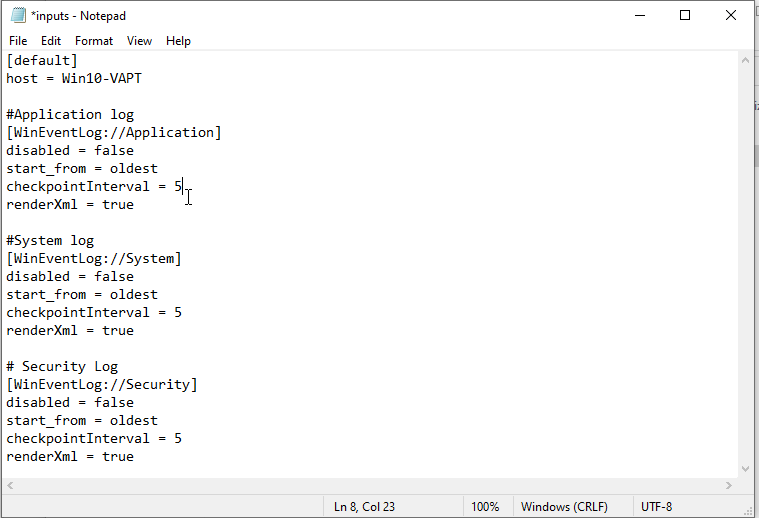 *inputs - Notepad
File Edit Format View Help
[default]
host = Win10-VAPT
#Application log
[WinEventLog://Application]
disabled = false
start_from = oldest
checkpointInterval = 5
renderXml = true
#System log
[WinEventLog://System]
disabled = false
start_from = oldest
checkpointInterval = 5
renderXml = true
# Security Log
[WinEventLog://Security]
disabled = false
start_from = oldest
checkpointInterval = 5
renderXml = true
Ln 8, Col 23 100% Windows (CRLF) UTF-8